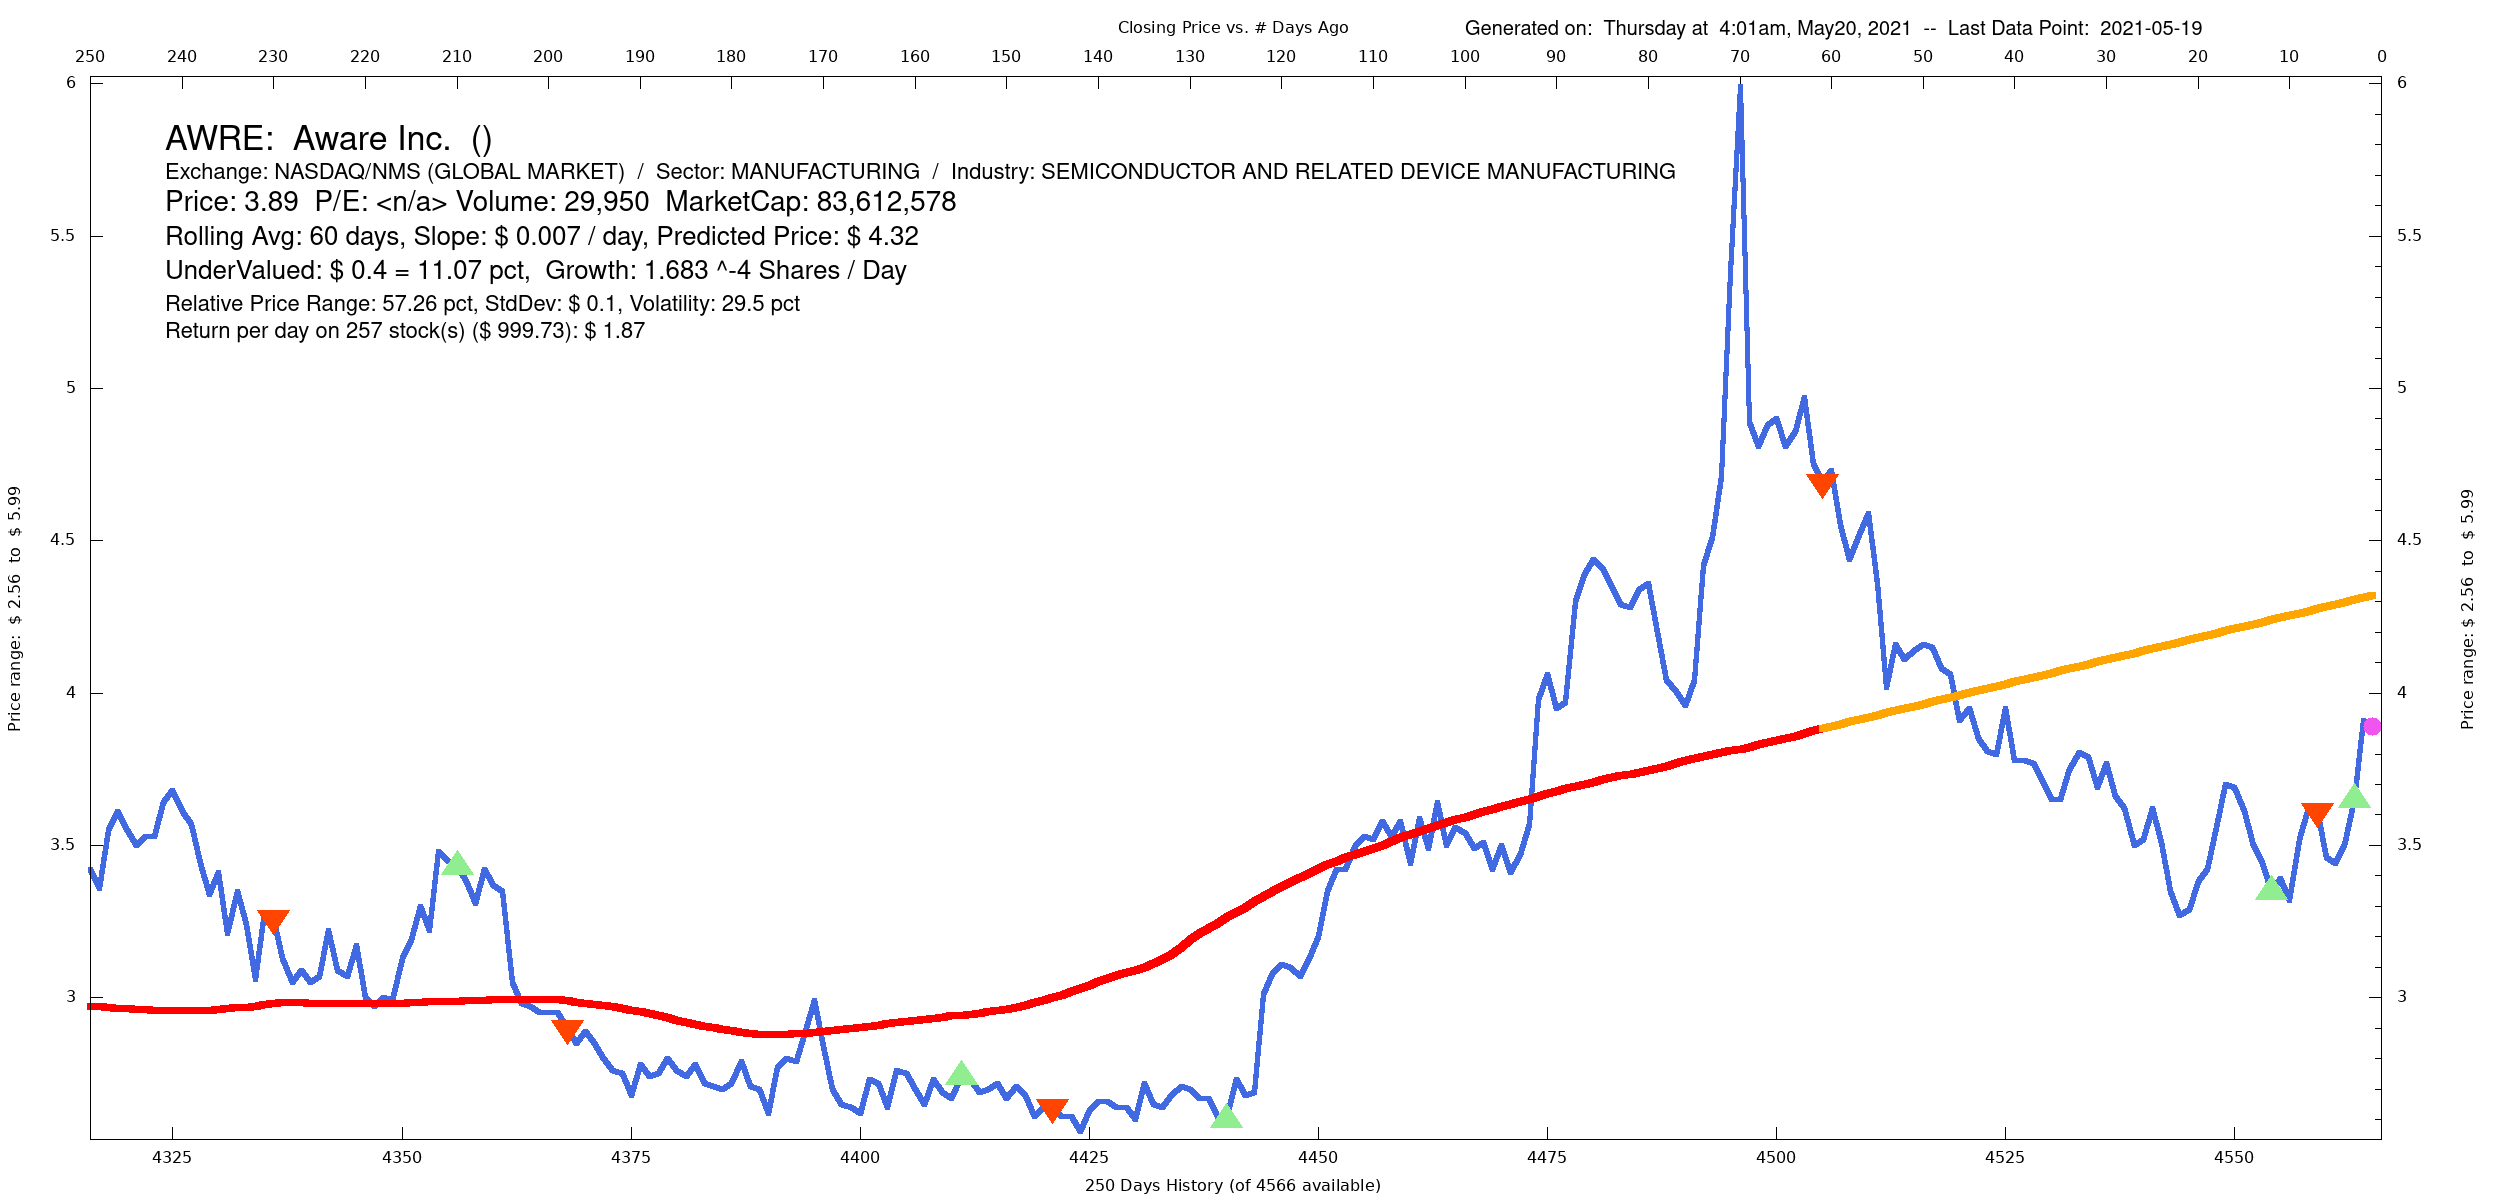 Closing Price vs. # Days Ago
Generated on:  Thursday at  4:01am, May20, 2021  --  Last Data Point:  2021-05-19
250 240 230 220 210 200 190 180 170 160 150 140 130 120 110 100 90 80 70 60 50 40 30 20 10 0
6 6
AWRE:  Aware Inc.  ()
Exchange: NASDAQ/NMS (GLOBAL MARKET)  /  Sector: MANUFACTURING  /  Industry: SEMICONDUCTOR AND RELATED DEVICE MANUFACTURING
Price: 3.89  P/E: <n/a> Volume: 29,950  MarketCap: 83,612,578
5.5 5.5
Rolling Avg: 60 days, Slope: $ 0.007 / day, Predicted Price: $ 4.32
UnderValued: $ 0.4 = 11.07 pct,  Growth: 1.683 ^-4 Shares / Day
Relative Price Range: 57.26 pct, StdDev: $ 0.1, Volatility: 29.5 pct
Return per day on 257 stock(s) ($ 999.73): $ 1.87
5 5
4.5 4.5
Price range:  $ 2.56  to  $ 5.99
Price range: $ 2.56  to  $ 5.99
4 4
3.5 3.5
3 3
4325 4350 4375 4400 4425 4450 4475 4500 4525 4550
250 Days History (of 4566 available)